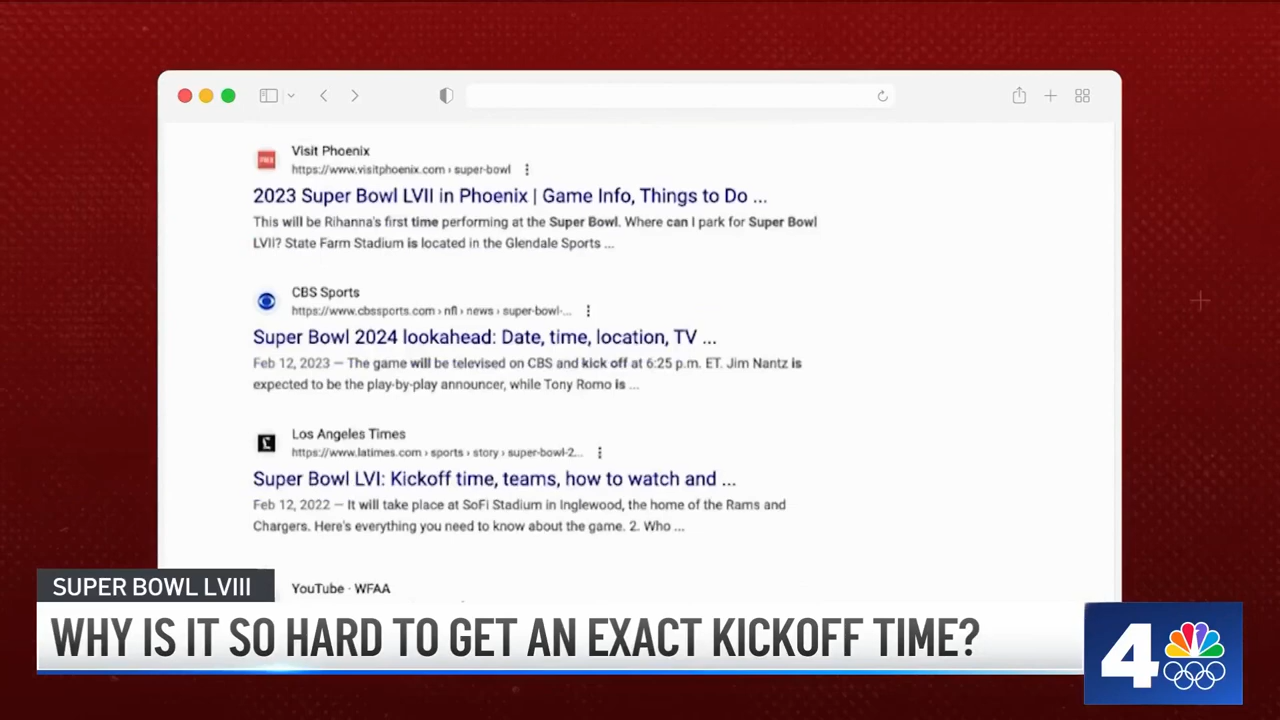 Visit Phoenix
https://www.visitphoenix.com › super-bowl
2023 Super Bowl LVII in Phoenix | Game Info, Things to Do ...
This will be Rihanna's first time performing at the Super Bowl. Where can I park for Super Bowl
LVII? State Farm Stadium is located in the Glendale Sports ...
CBS Sports
https://www.cbssports.com › nfl › news › super-bowl-...
Super Bowl 2024 lookahead: Date, time, location, TV ...
Feb 12, 2023 — The game will be televised on CBS and kick off at 6:25 p.m. ET. Jim Nantz is
expected to be the play-by-play announcer, while Tony Romo is ...
Los Angeles Times
https://www.latimes.com › sports › story › super-bowl-2...
Super Bowl LVI: Kickoff time, teams, how to watch and ...
Feb 12, 2022 — It will take place at SoFi Stadium in Inglewood, the home of the Rams and
Chargers. Here's everything you need to know about the game. 2. Who ...
YouTube · WFAA
SUPER BOWL LVIII
WHY IS IT SO HARD TO GET AN EXACT KICKOFF TIME?
4